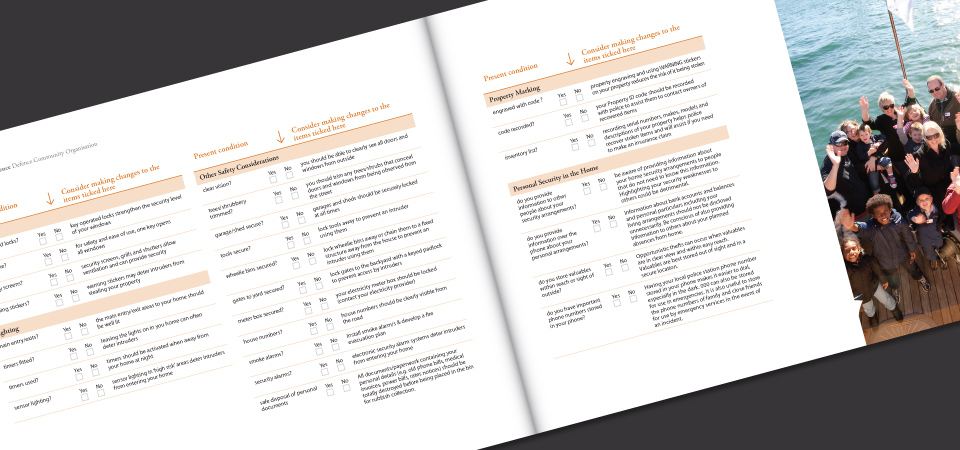 Defence Community Organisation
Consider making changes to the
items ticked here
Yes No
key operated locks strengthen the security level
of your windows
Yes No
for safety and ease of use, one key opens
all windows
Yes No
security screens, grills and shutters allow
ventilation and can provide security
Yes No
warning stickers may deter intruders from
stealing your property
Yes No
the main entry/exit areas to your home should
be well lit
timers fitted?
Yes No
leaving the lights on in you home can often
deter intruders
timers used?
Yes No
timers should be activated when away from
your home at night
sensor lighting?
Yes No
sensor lighting in 'high risk' areas deter intruders
from entering your home
Present condition
Consider making changes to the
items ticked here
Other Safety Considerations
clear vision?
Yes No
you should be able to clearly see all doors and
windows from outside
trees/shrubbery
trimmed?
Yes No
you should trim any trees/shrubs that conceal
doors and windows from being observed from
the street
garage/shed secure?
Yes No
garages and sheds should be securely locked
at all times
tools secure?
Yes No
lock tools away to prevent an intruder
using them
wheelie bins secured?
Yes No
lock wheelie bins away or chain them to a fixed
structure away from the house to prevent an
intruder using them
gates to yard secured?
Yes No
lock gates to the backyard with a keyed padlock
to prevent access by intruders
meter box secured?
Yes No
your electricity meter should be locked
(contact your electricity provider)
house numbers?
Yes No
house numbers should be clearly visible from
the road
smoke alarms?
Yes No
Install smoke alarm/s & develop a fire
evacuation plan
security alarms?
Yes No
electronic security alarm systems deter intruders
from entering your home
safe disposal of personal
documents
Yes No
All documents/paperwork containing your
personal details (e.g. old phone bills, medical
invoices, power bills, rates notices) should be
totally destroyed before being placed in the bin
for rubbish collection.
Present condition
Consider making changes to the
items ticked here
Property Marking
engraved with code ?
Yes No
property engraving and using WARNING stickers
on your property reduces the risk of it being stolen
code recorded?
Yes No
your Property ID code should be recorded
with police to assist them to contact owners of
recovered items
inventory list?
Yes No
recording serial numbers, makes, models and
descriptions of your property helps police
recover stolen items and will assist if you need
to make an insurance claim
Personal Security in the Home
do you provide
information to other
people about your
security arrangements?
Yes No
be aware of providing information about
your home security arrangements to people
that do not need to know this information.
Highlighting your security weaknesses to
others could be detrimental.
do you provide
information over the
phone about your
personal arrangements?
Yes No
Information about bank accounts and balances
and personal particulars including your
living arrangements should not be disclosed
unnecessarily. Be conscious of also providing
information to others about your planned
absences from home.
do you store valuables
within reach or sight of
outside?
Yes No
Opportunistic thefts can occur when valuables
are in clear view and within easy reach.
Valuables are best stored out of sight and in a
secure location.
do you have important
phone numbers stored
in your phone?
Yes No
Having your local police station phone number
stored in your phone makes it easier to dial,
especially in the dark. 000 can also be stored
for use in emergencies. It is also useful to store
the phone numbers of family and close friends
for use by emergency services in the event of
an incident.